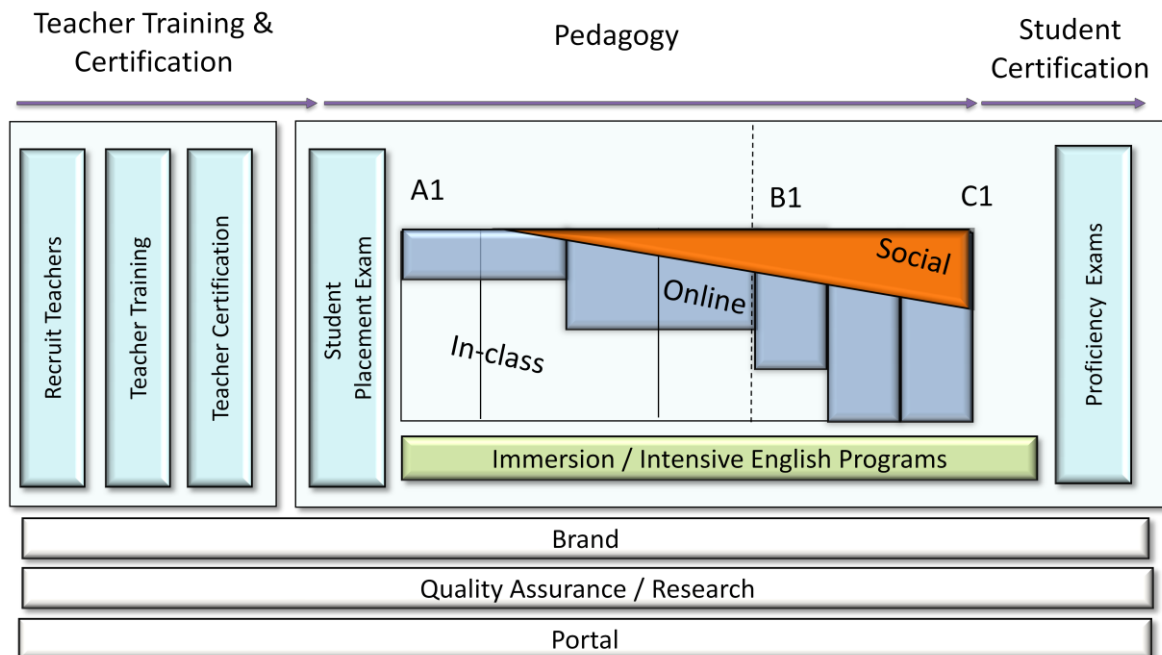 Teacher Training &
Certification
Pedagogy
Student
Certification
Recruit Teachers
Teacher Training
Teacher Certification
Student
Placement Exam
A1
B1
C1
Social
Online
In-class
Immersion / Intensive English Programs
Proficiency Exams
Brand
Quality Assurance / Research
Portal